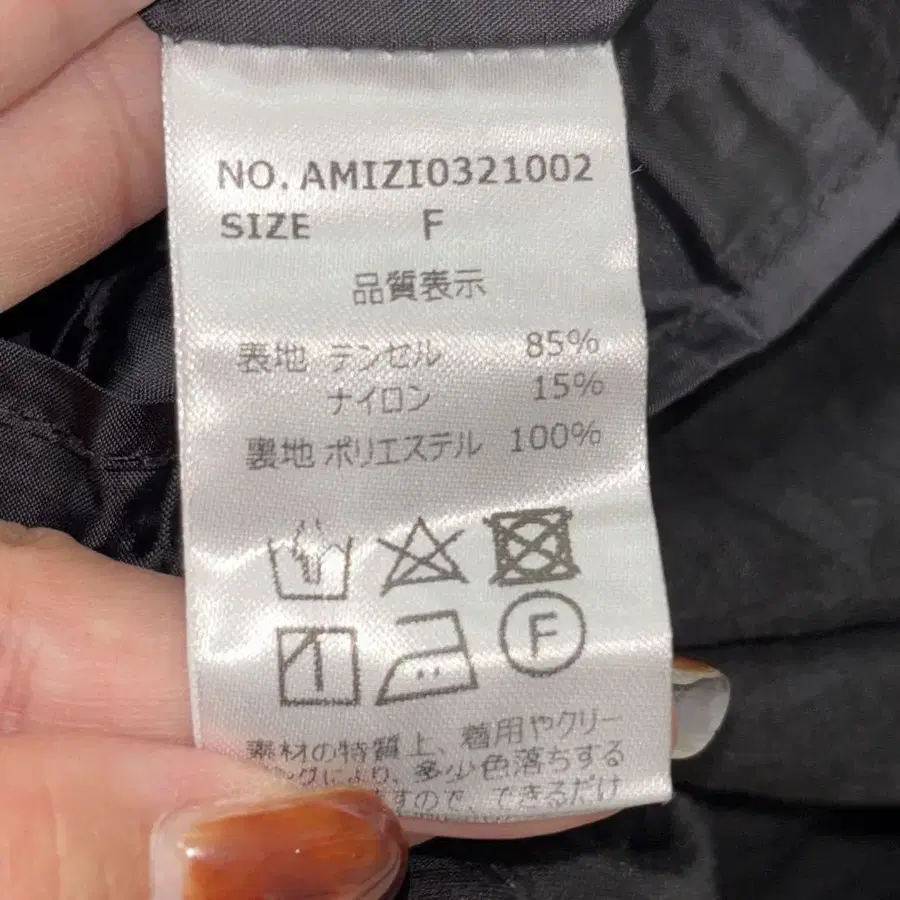 NO. AMIZI0321002
SIZE F
品質表示
表地 テンセル 85%
ナイロン 15%
裏地 ポリエステル 100%
F
素材の特質上、着用やクリー
ングにより、多少色落ちする
すので、できるだけ